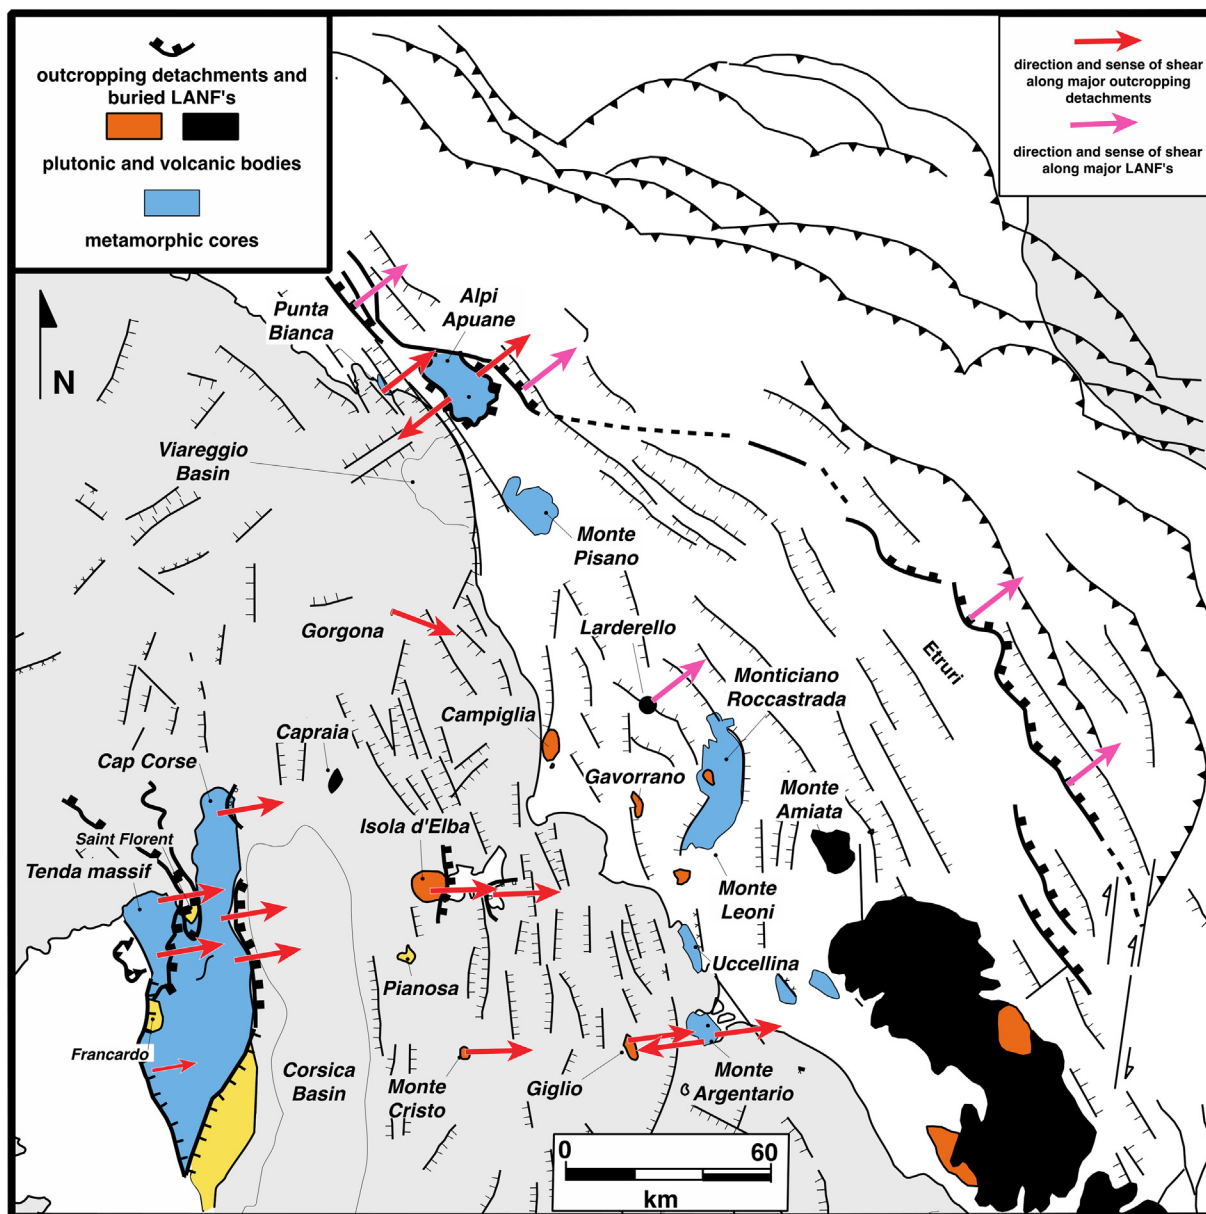 outcropping detachments and
buried LANF's
plutonic and volcanic bodies
metamorphic cores
direction and sense of shear
along major outcropping
detachments
direction and sense of shear
along major LANF's
N
Punta
Bianca
Alpi
Apuane
Viareggio
Basin
Monte
Pisano
Gorgona
Larderello
Etruri
Monticiano
Roccastrada
Campiglia
Capraia
Cap Corse
Gavorrano
Monte
Amiata
Isola d'Elba
Saint Florent
Tenda massif
Monte
Leoni
Uccellina
Pianosa
Francardo
Corsica
Basin
Monte
Cristo
Giglio
Monte
Argentario
0
60
km